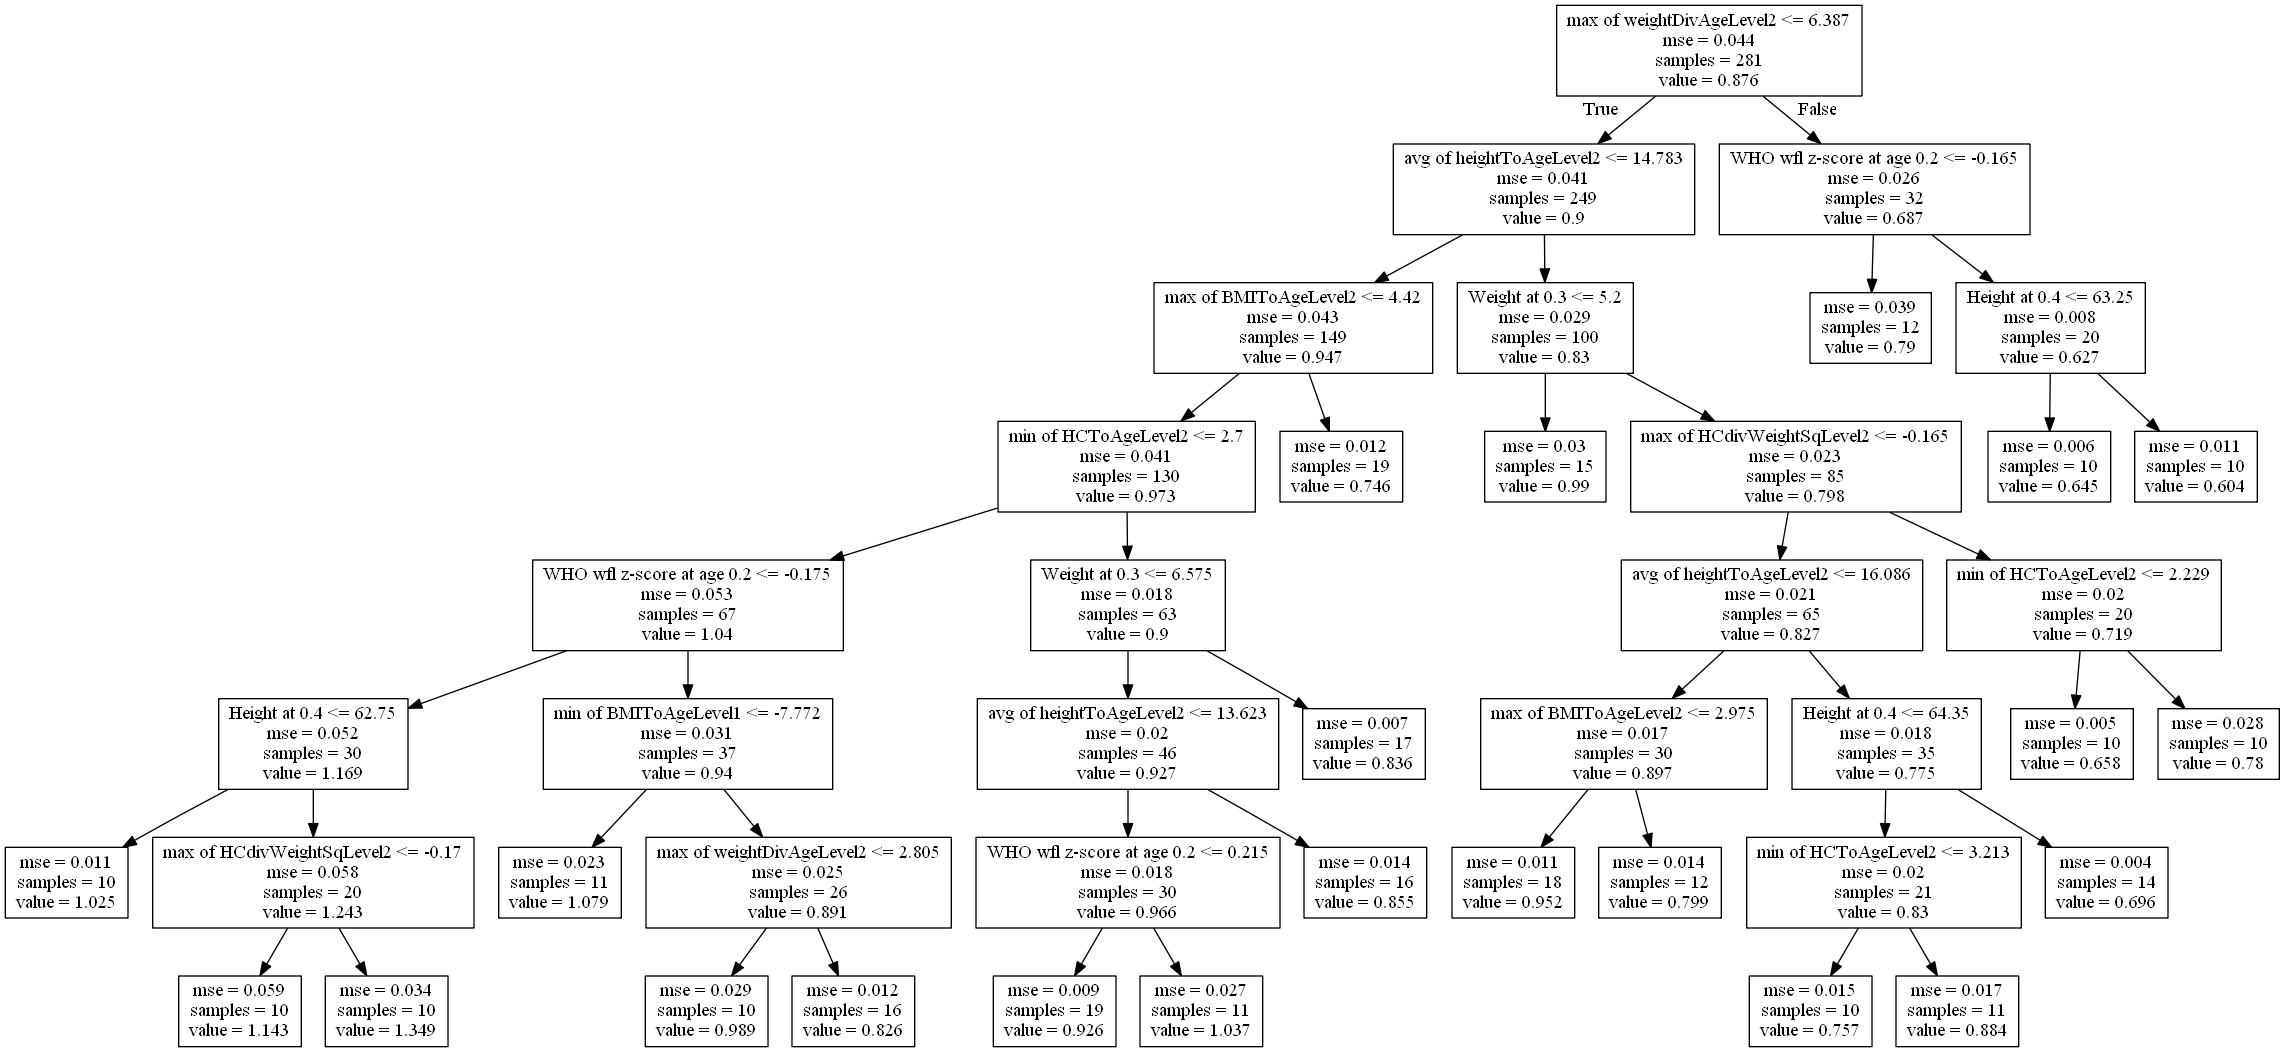 max of weightDivAgeLevel2 <= 6.387
mse = 0.044
samples = 281
value = 0.876
True
False
avg of heightToAgeLevel2 <= 14.783
mse = 0.041
samples = 249
value = 0.9
WHO wfl z-score at age 0.2 <= -0.165
mse = 0.026
samples = 32
value = 0.687
max of BMIToAgeLevel2 <= 4.42
mse = 0.043
samples = 149
value = 0.947
Weight at 0.3 <= 5.2
mse = 0.029
samples = 100
value = 0.83
mse = 0.039
samples = 12
value = 0.79
Height at 0.4 <= 63.25
mse = 0.008
samples = 20
value = 0.627
min of HCToAgeLevel2 <= 2.7
mse = 0.041
samples = 130
value = 0.973
mse = 0.012
samples = 19
value = 0.746
mse = 0.03
samples = 15
value = 0.99
max of HCdivWeightSqLevel2 <= -0.165
mse = 0.023
samples = 85
value = 0.798
mse = 0.006
samples = 10
value = 0.645
mse = 0.011
samples = 10
value = 0.604
WHO wfl z-score at age 0.2 <= -0.175
mse = 0.053
samples = 67
value = 1.04
Weight at 0.3 <= 6.575
mse = 0.018
samples = 63
value = 0.9
avg of heightToAgeLevel2 <= 16.086
mse = 0.021
samples = 65
value = 0.827
min of HCToAgeLevel2 <= 2.229
mse = 0.02
samples = 20
value = 0.719
Height at 0.4 <= 62.75
mse = 0.052
samples = 30
value = 1.169
min of BMIToAgeLevel1 <= -7.772
mse = 0.031
samples = 37
value = 0.94
avg of heightToAgeLevel2 <= 13.623
mse = 0.02
samples = 46
value = 0.927
mse = 0.007
samples = 17
value = 0.836
max of BMIToAgeLevel2 <= 2.975
mse = 0.017
samples = 30
value = 0.897
Height at 0.4 <= 64.35
mse = 0.018
samples = 35
value = 0.775
mse = 0.005
samples = 10
value = 0.658
mse = 0.028
samples = 10
value = 0.78
mse = 0.011
samples = 10
value = 1.025
max of HCdivWeightSqLevel2 <= -0.17
mse = 0.058
samples = 20
value = 1.243
mse = 0.023
samples = 11
value = 1.079
max of weightDivAgeLevel2 <= 2.805
mse = 0.025
samples = 26
value = 0.891
WHO wfl z-score at age 0.2 <= 0.215
mse = 0.018
samples = 30
value = 0.966
mse = 0.014
samples = 16
value = 0.855
mse = 0.011
samples = 18
value = 0.952
mse = 0.014
samples = 12
value = 0.799
min of HCToAgeLevel2 <= 3.213
mse = 0.02
samples = 21
value = 0.83
mse = 0.004
samples = 14
value = 0.696
mse = 0.059
samples = 10
value = 1.143
mse = 0.034
samples = 10
value = 1.349
mse = 0.029
samples = 10
value = 0.989
mse = 0.012
samples = 16
value = 0.826
mse = 0.009
samples = 19
value = 0.926
mse = 0.027
samples = 11
value = 1.037
mse = 0.015
samples = 10
value = 0.757
mse = 0.017
samples = 11
value = 0.884